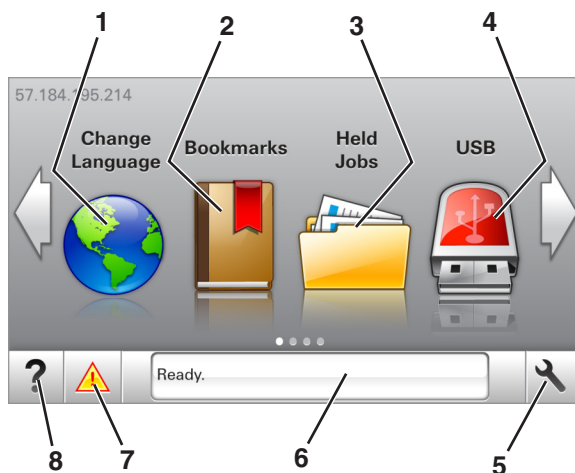 1 2 3 4
57.184.195.214
Change
Language
Bookmarks
Held
Jobs
USB
?
Ready.
8 7 6 5